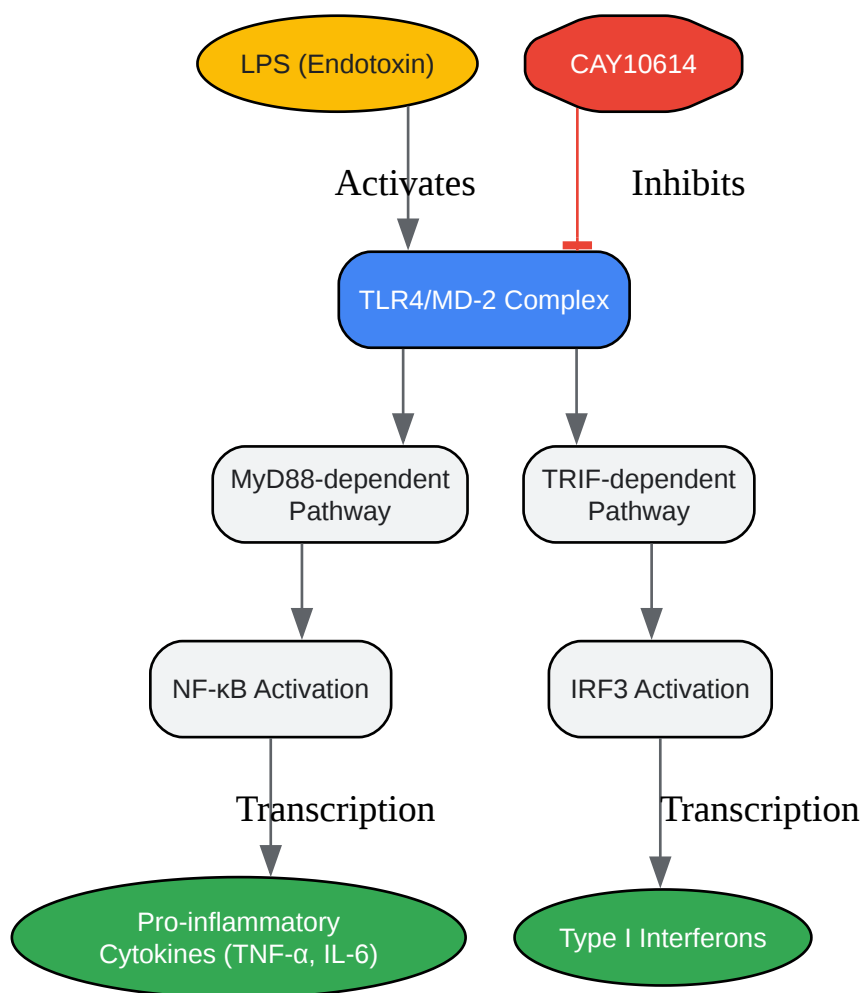 LPS (Endotoxin)
CAY10614
Activates
Inhibits
TLR4/MD-2 Complex
MyD88-dependent
Pathway
TRIF-dependent
Pathway
NF-κB Activation
IRF3 Activation
Transcription
Transcription
Pro-inflammatory
Cytokines (TNF-α, IL-6)
Type I Interferons